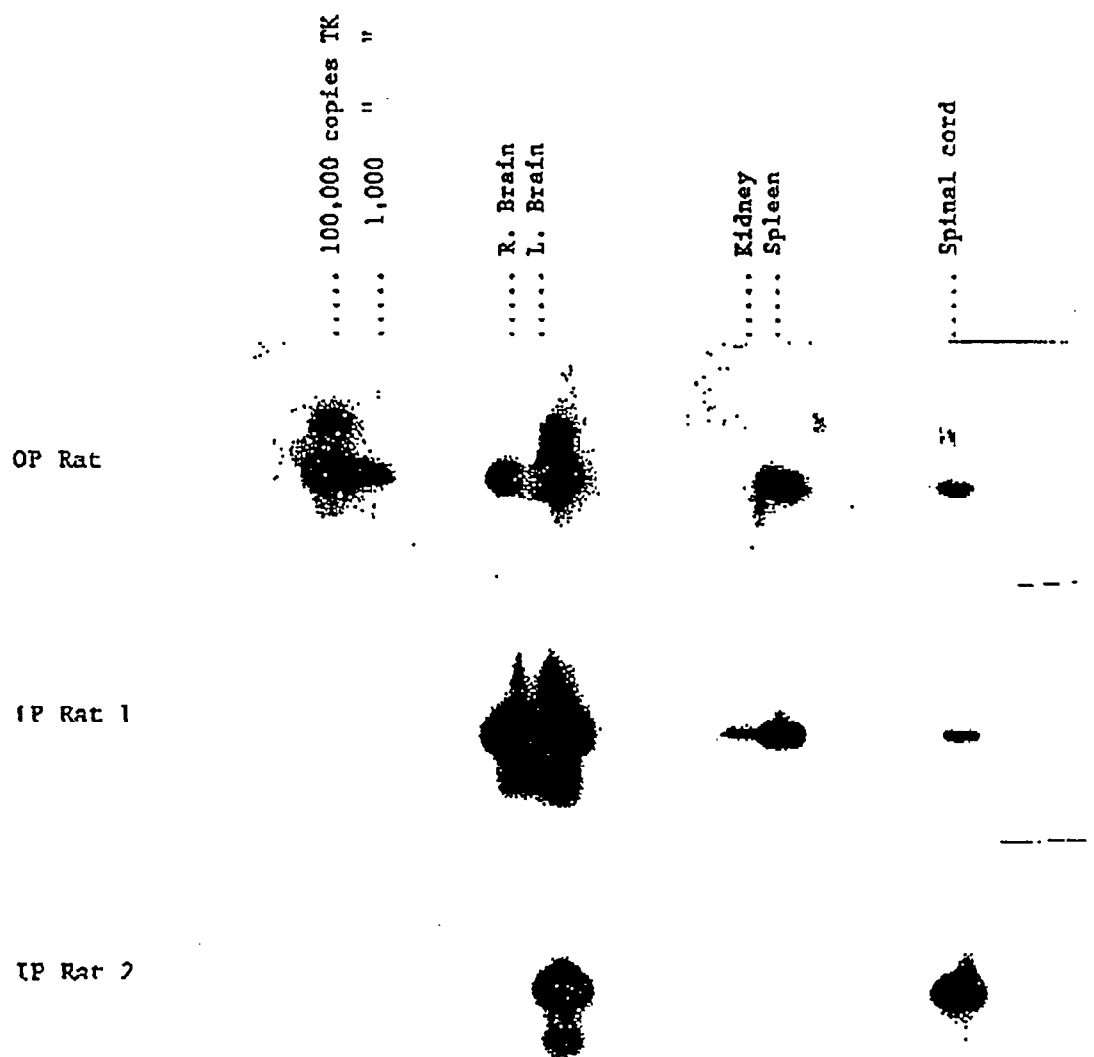 ..... 100,000 copies TK
..... 1,000 " "
..... R. Brain
..... L. Brain
..... Kidney
..... Spleen
..... Spinal cord
OP Rat
IP Rat 1
IP Rat 2